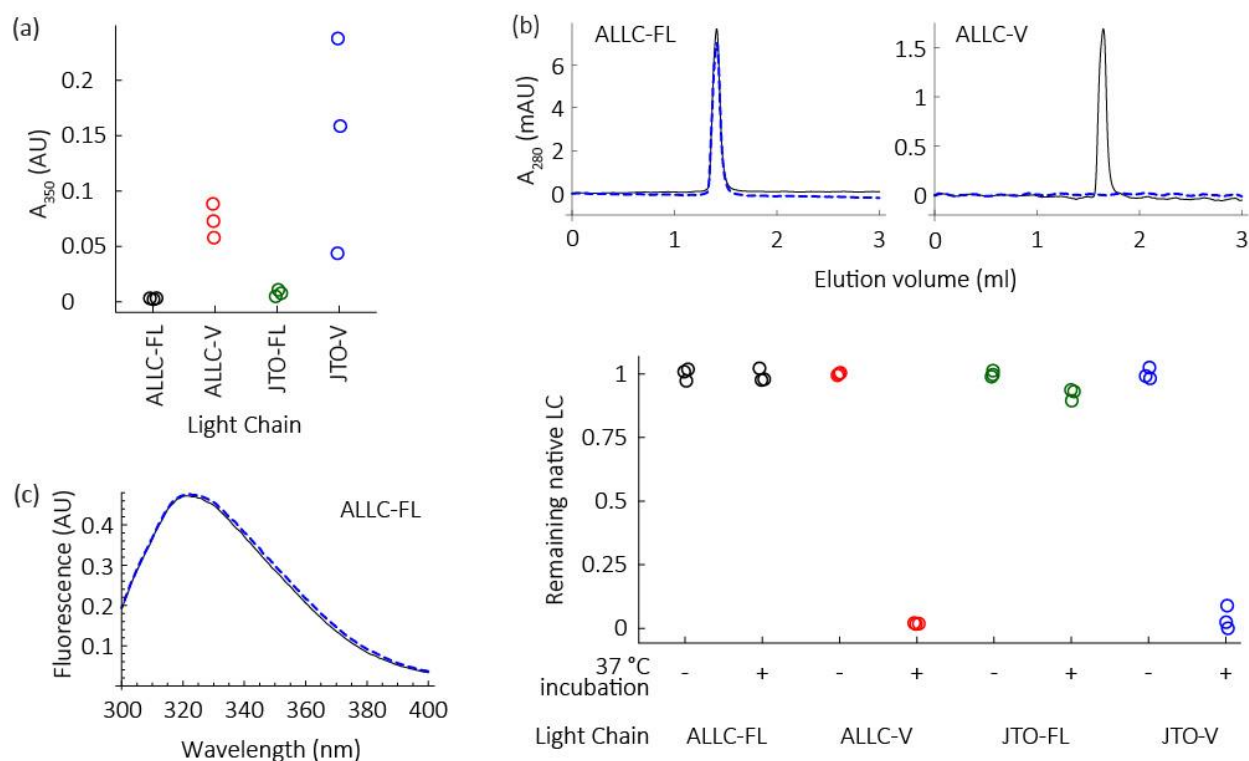 (a)
0.2
0.15
0.1
0.05
0
A350 (AU)
ALLC-FL
ALLC-V
JTO-FL
JTO-V
Light Chain
(b)
ALLC-FL
6
4
2
0
A280 (mAU)
0 1 2 3
ALLC-V
1.5
1
0.5
0
0 1 2 3
Elution volume (ml)
1
0.75
0.5
0.25
0
Remaining native LC
37 °C incubation - + - + - + - +
Light Chain ALLC-FL ALLC-V JTO-FL JTO-V
(c)
ALLC-FL
0.4
0.3
0.2
0.1
Fluorescence (AU)
300 320 340 360 380 400
Wavelength (nm)